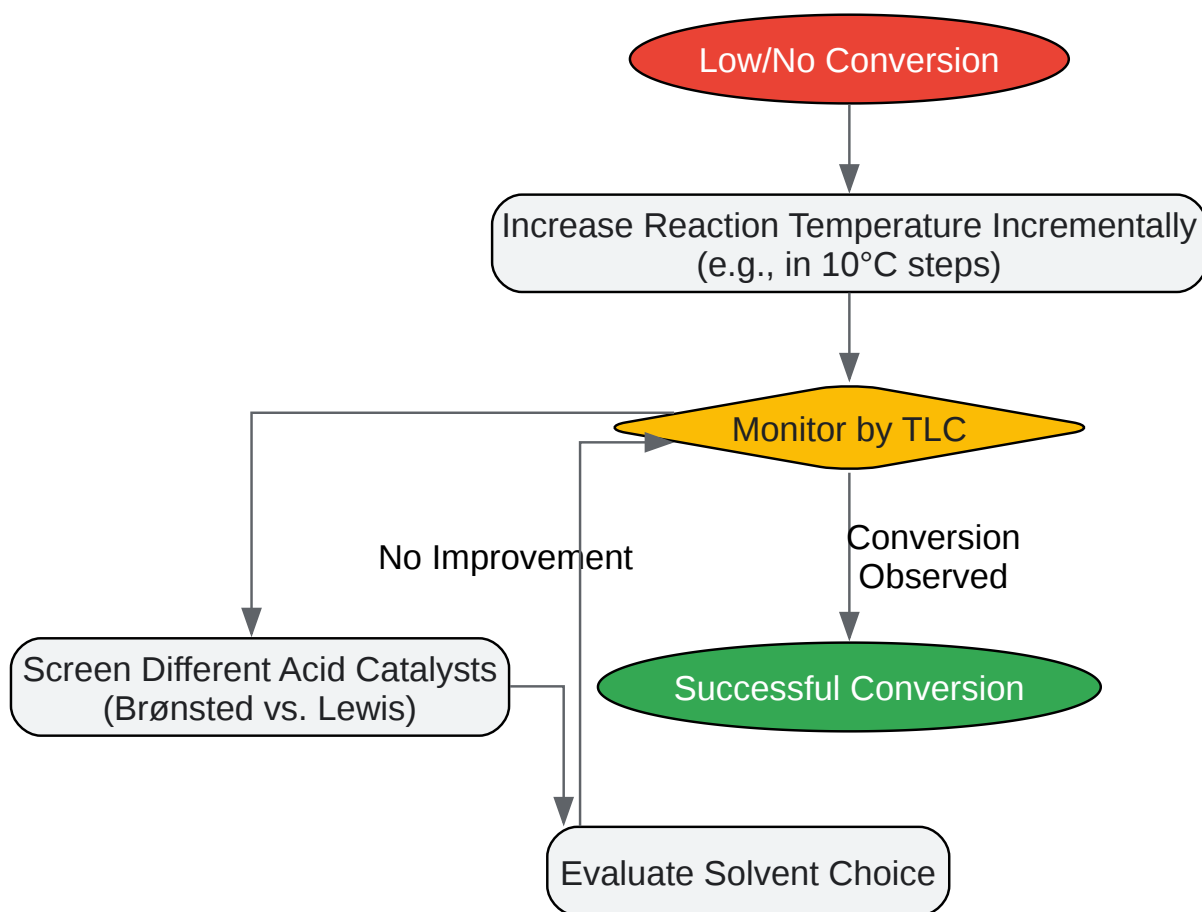 Low/No Conversion
Increase Reaction Temperature Incrementally
(e.g., in 10°C steps)
Monitor by TLC
No Improvement
Conversion
Observed
Screen Different Acid Catalysts
(Brønsted vs. Lewis)
Successful Conversion
Evaluate Solvent Choice